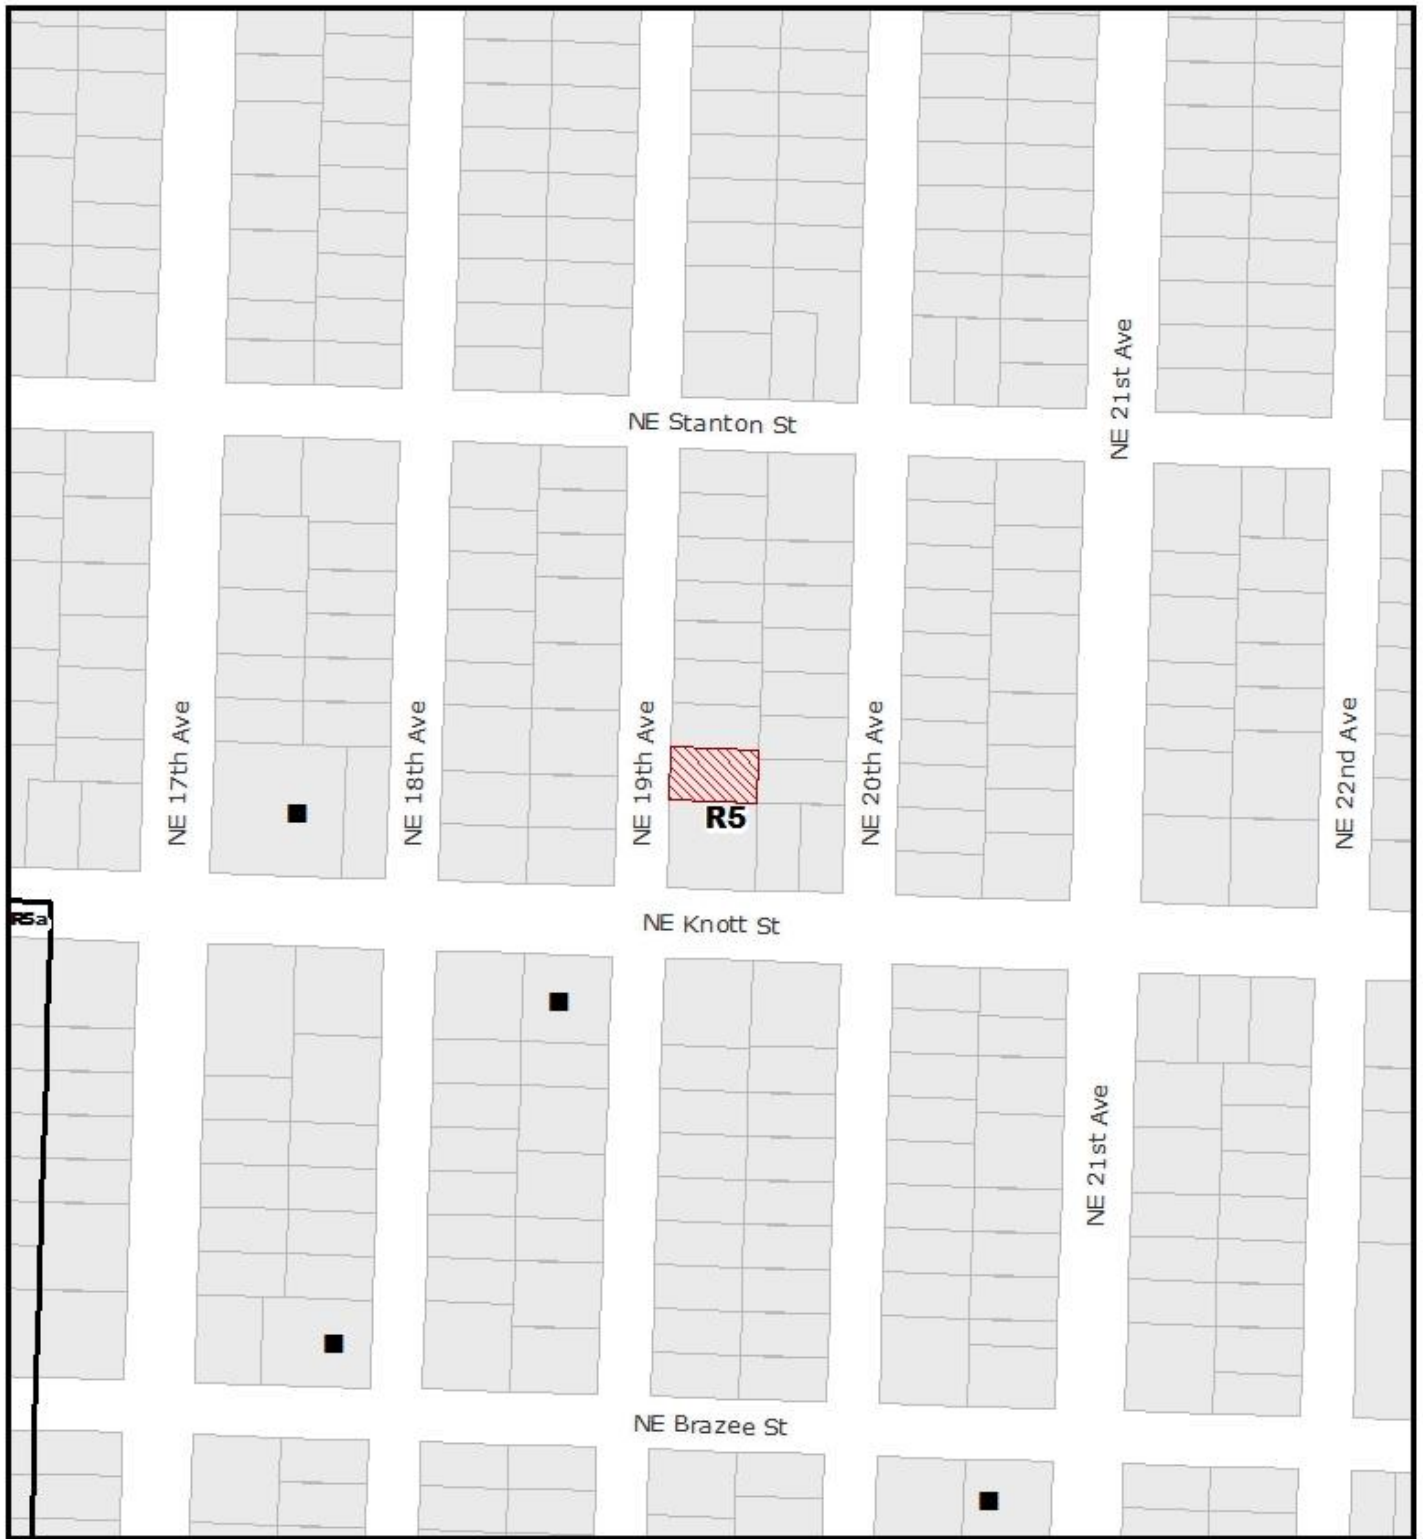 NE Stanton St
NE 21st Ave
NE 17th Ave
NE 18th Ave
NE 19th Ave
NE 20th Ave
NE 22nd Ave
R5
R5a
NE Knott St
NE 21st Ave
NE Brazee St